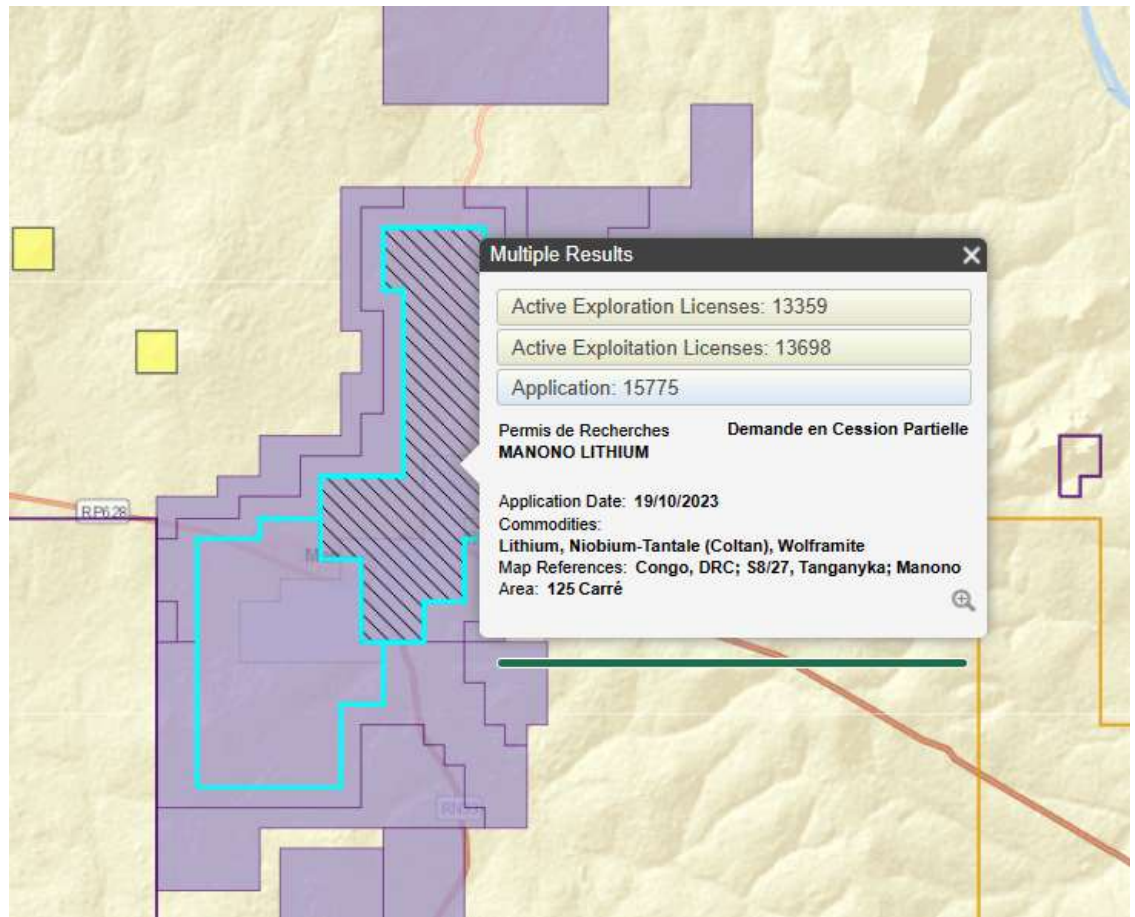 Multiple Results
Active Exploration Licenses: 13359
Active Exploitation Licenses: 13698
Application: 15775
Permis de Recherches Demande en Cession Partielle
MANONO LITHIUM
Application Date: 19/10/2023
Commodities:
Lithium, Niobium-Tantale (Coltan), Wolframite
Map References: Congo, DRC; S8/27, Tanganyka; Manono
Area: 125 Carré
RP628